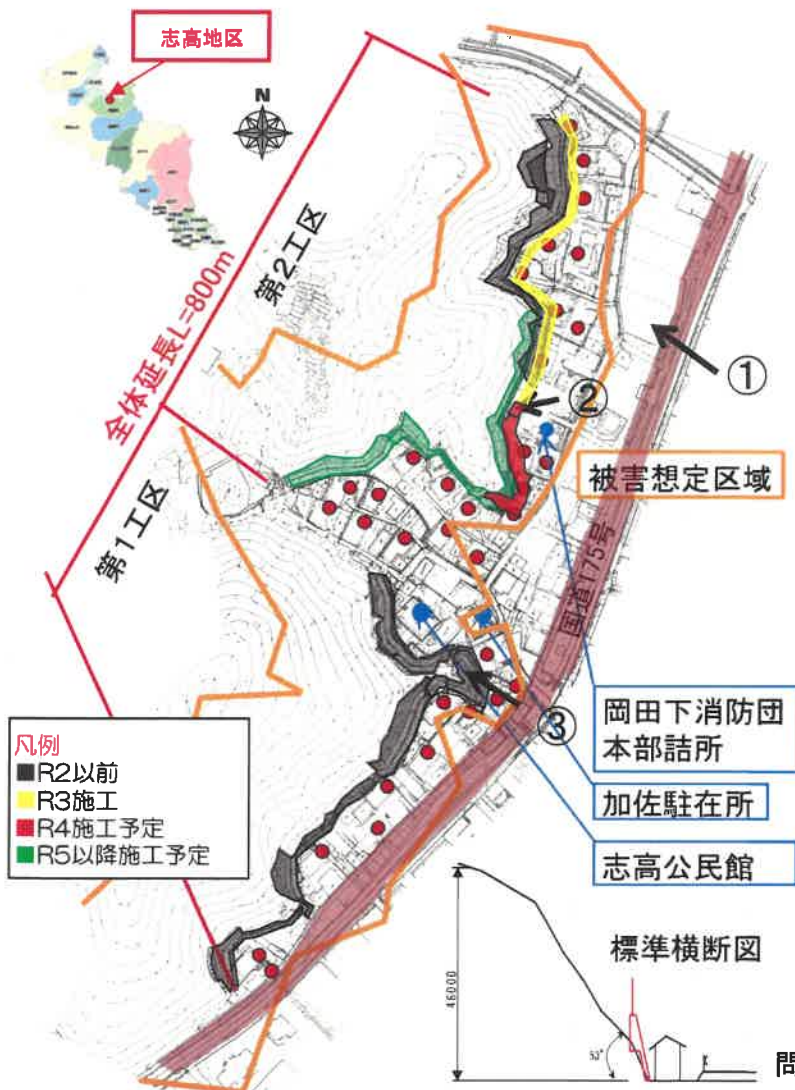 志高地区
N
第2工区
全体延長L=800m
①
②
被害想定区域
第1工区
国道175号
③
岡田下消防団
本部詰所
加佐駐在所
志高公民館
凡例
R2以前
R3施工
R4施工予定
R5以降施工予定
標準横断図
46000
問